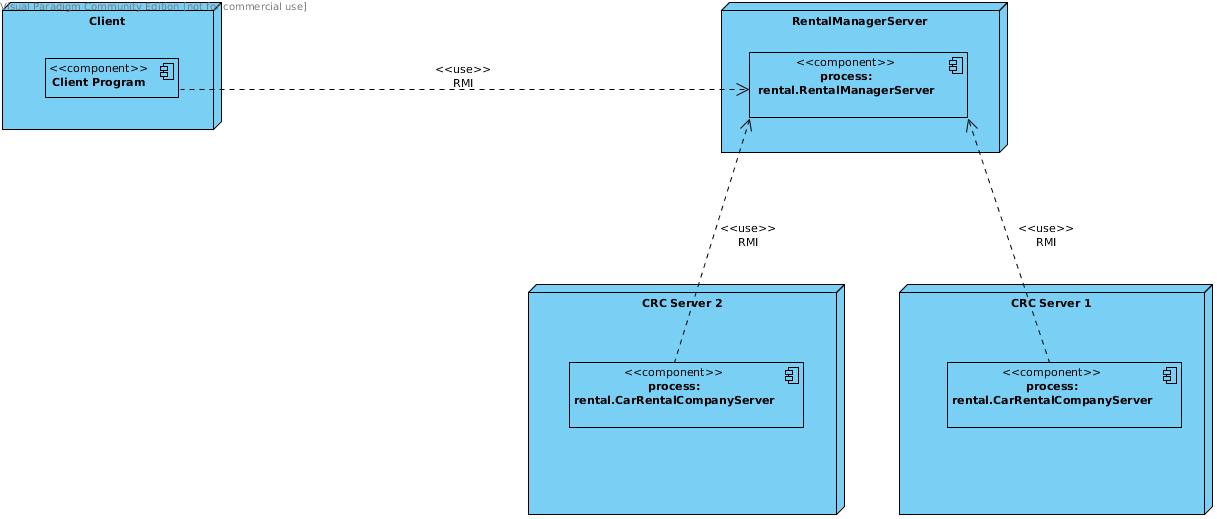 Visual Paradigm Community Edition [not for commercial use]
Client
<<component>>
Client Program
<<use>>
RMI
RentalManagerServer
<<component>>
process:
rental.RentalManagerServer
<<use>>
RMI
<<use>>
RMI
CRC Server 2
<<component>>
process:
rental.CarRentalCompanyServer
CRC Server 1
<<component>>
process:
rental.CarRentalCompanyServer